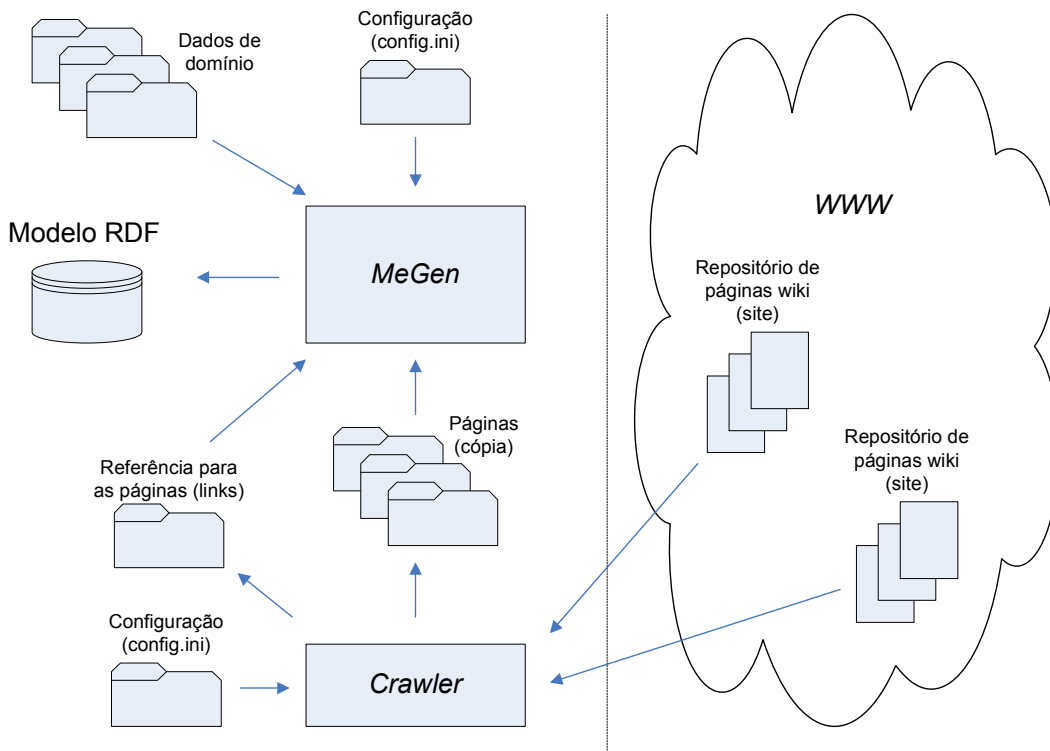 Dados de
domínio
Configuração
(config.ini)
WWW
Modelo RDF
MeGen
Repositório de
páginas wiki
(site)
Páginas
(cópia)
Repositório de
páginas wiki
(site)
Referência para
as páginas (links)
Configuração
(config.ini)
Crawler